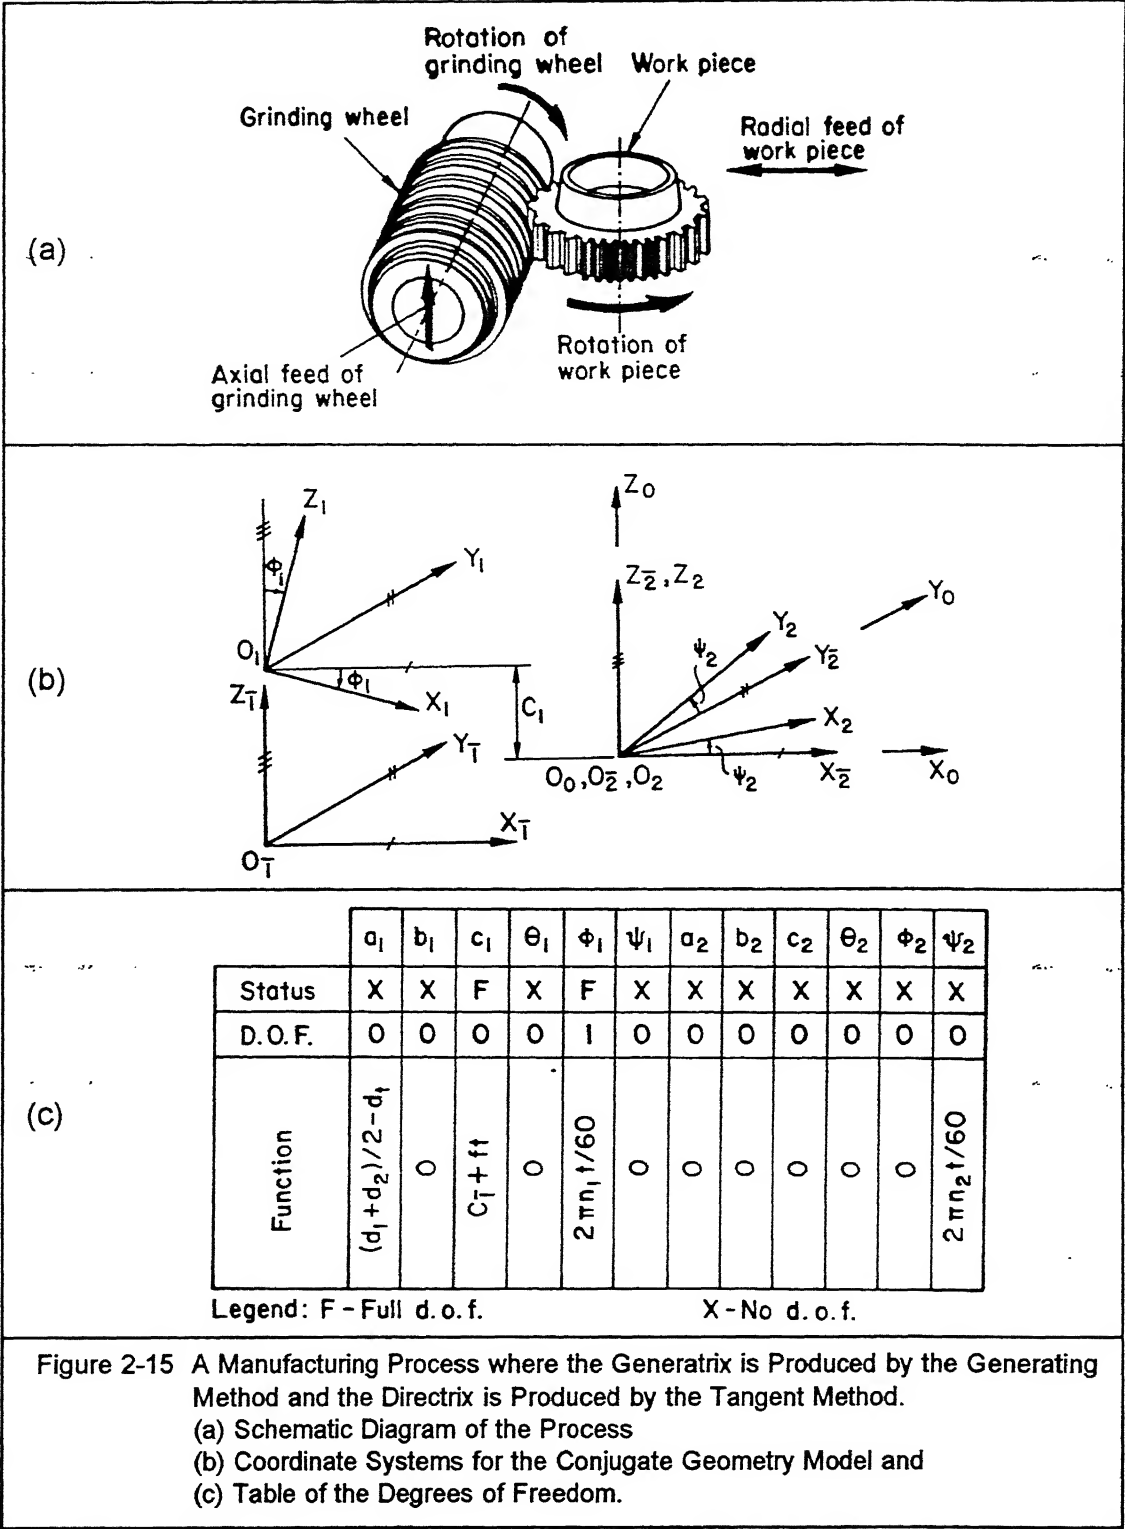 Rotation of
grinding wheel
Work piece
Grinding wheel
Radial feed of
work piece
(a)
Axial feed of
grinding wheel
Rotation of
work piece
Z₁
ϕ₁
Y₁
O₁
ϕ₁
X₁
C₁
Z₁̄
Y₁̄
X₁̄
O₁̄
Z₀
Z₂̄, Z₂
Y₀
Y₂
ψ₂
Y₂̄
X₂
X₂̄
X₀
ψ₂
O₀, O₂̄, O₂
(b)
a₁ b₁ c₁ θ₁ ϕ₁ ψ₁ a₂ b₂ c₂ θ₂ ϕ₂ ψ₂
Status X X F X F X X X X X X X
D.O.F. 0 0 0 0 1 0 0 0 0 0 0 0
Function (d₁+d₂)/2-dₜ 0 C₁̄ + ft 0 2πn₁t/60 0 0 0 0 0 0 2πn₂t/60
(c)
Legend: F - Full d.o.f. X - No d.o.f.
Figure 2-15 A Manufacturing Process where the Generatrix is Produced by the Generating
Method and the Directrix is Produced by the Tangent Method.
(a) Schematic Diagram of the Process
(b) Coordinate Systems for the Conjugate Geometry Model and
(c) Table of the Degrees of Freedom.